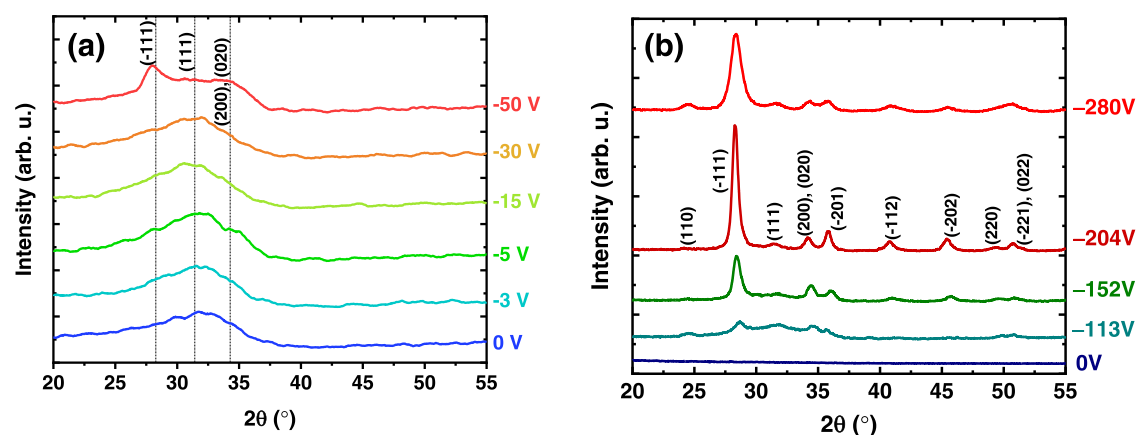 (a)
(-111)
(111)
(200), (020)
-50 V
-30 V
-15 V
-5 V
-3 V
0 V
Intensity (arb. u.)
20 25 30 35 40 45 50 55
2θ (°)
(b)
−280V
(-111)
(110)
(111)
(200), (020)
(-201)
(-112)
(-202)
(220)
(-221), (022)
−204V
−152V
−113V
0V
Intensity (arb. u.)
20 25 30 35 40 45 50 55
2θ (°)